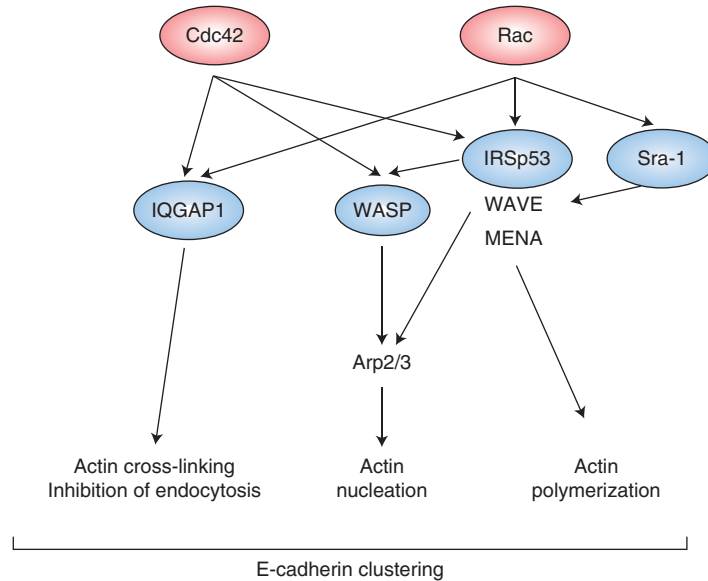 Cdc42
Rac
IRSp53
Sra-1
IQGAP1
WASP
WAVE
MENA
Arp2/3
Actin cross-linking
Inhibition of endocytosis
Actin
nucleation
Actin
polymerization
E-cadherin clustering